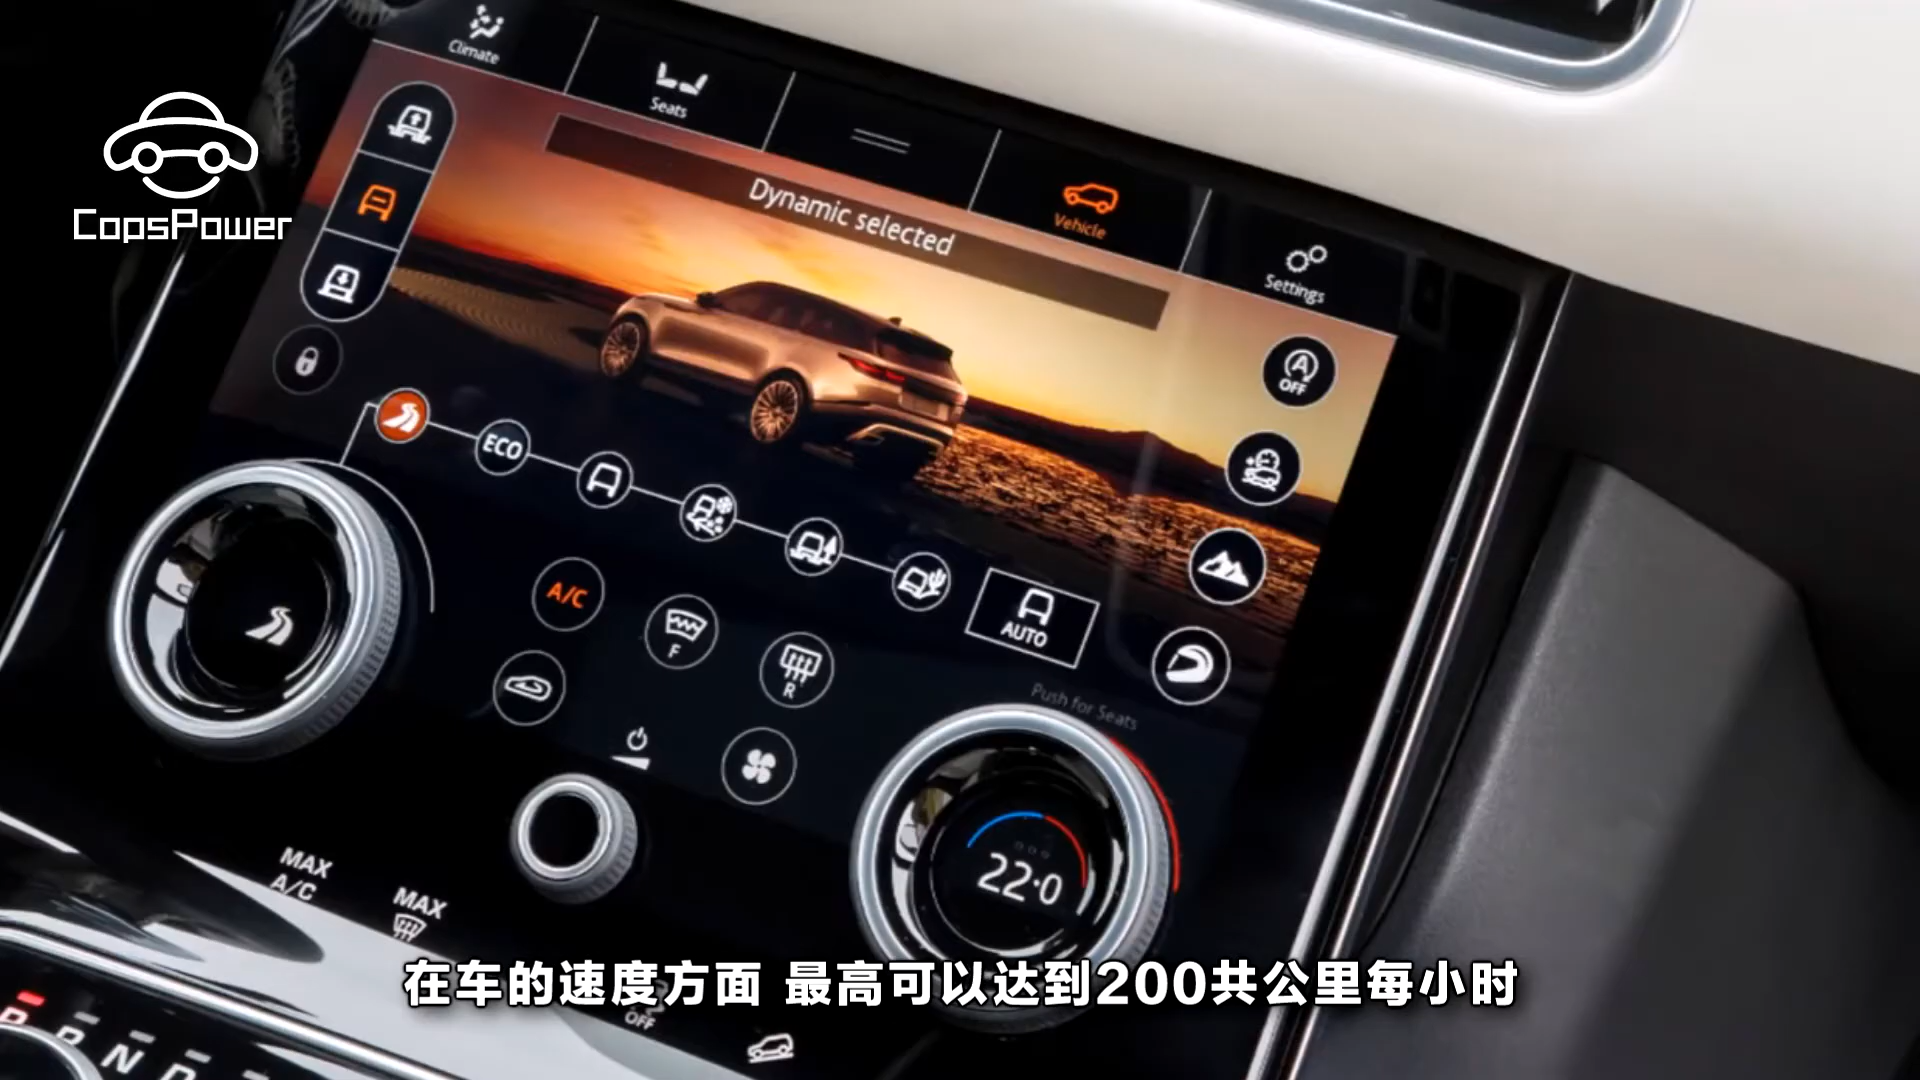 Climate
Seats
Vehicle
Settings
CopsPower
Dynamic selected
OFF
ECO
A/C
F
R
AUTO
Push for Seats
22·0
MAX
A/C
MAX
在车的速度方面 最高可以达到200共公里每小时
OFF
P R N D